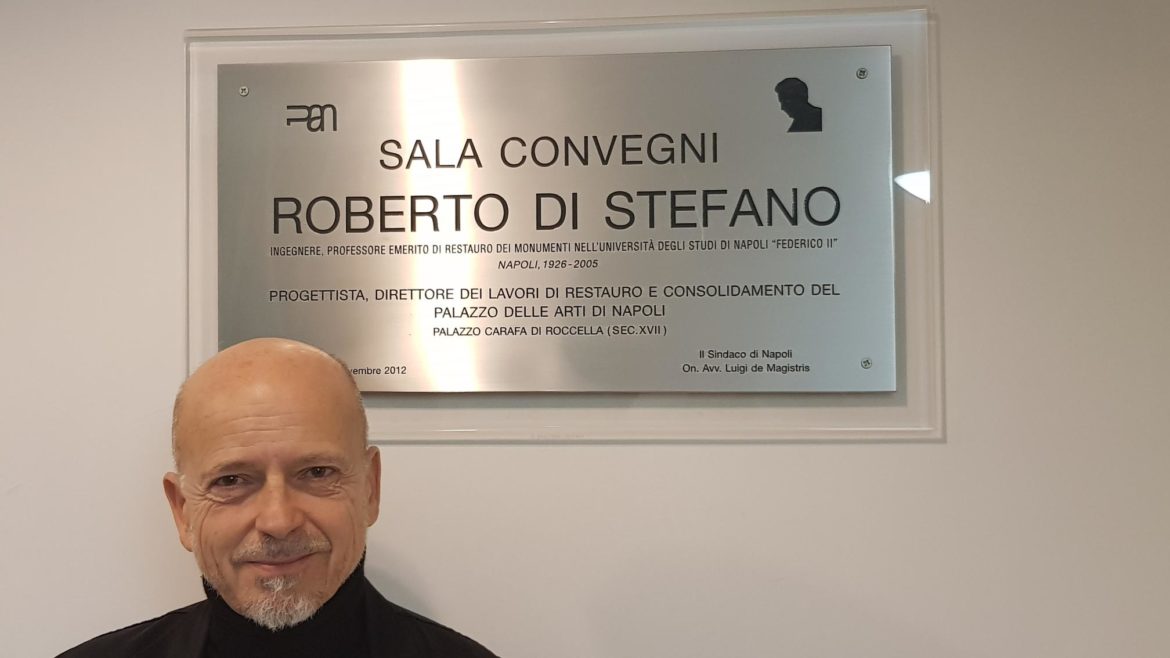 Pan
SALA CONVEGNI
ROBERTO DI STEFANO
INGEGNERE, PROFESSORE EMERITO DI RESTAURO DEI MONUMENTI NELL'UNIVERSITÀ DEGLI STUDI DI NAPOLI "FEDERICO II"
NAPOLI, 1926-2005
PROGETTISTA, DIRETTORE DEI LAVORI DI RESTAURO E CONSOLIDAMENTO DEL
PALAZZO DELLE ARTI DI NAPOLI
PALAZZO CARAFA DI ROCCELLA (SEC.XVII)
2012
Il Sindaco di Napoli
On. Avv. Luigi de Magistris